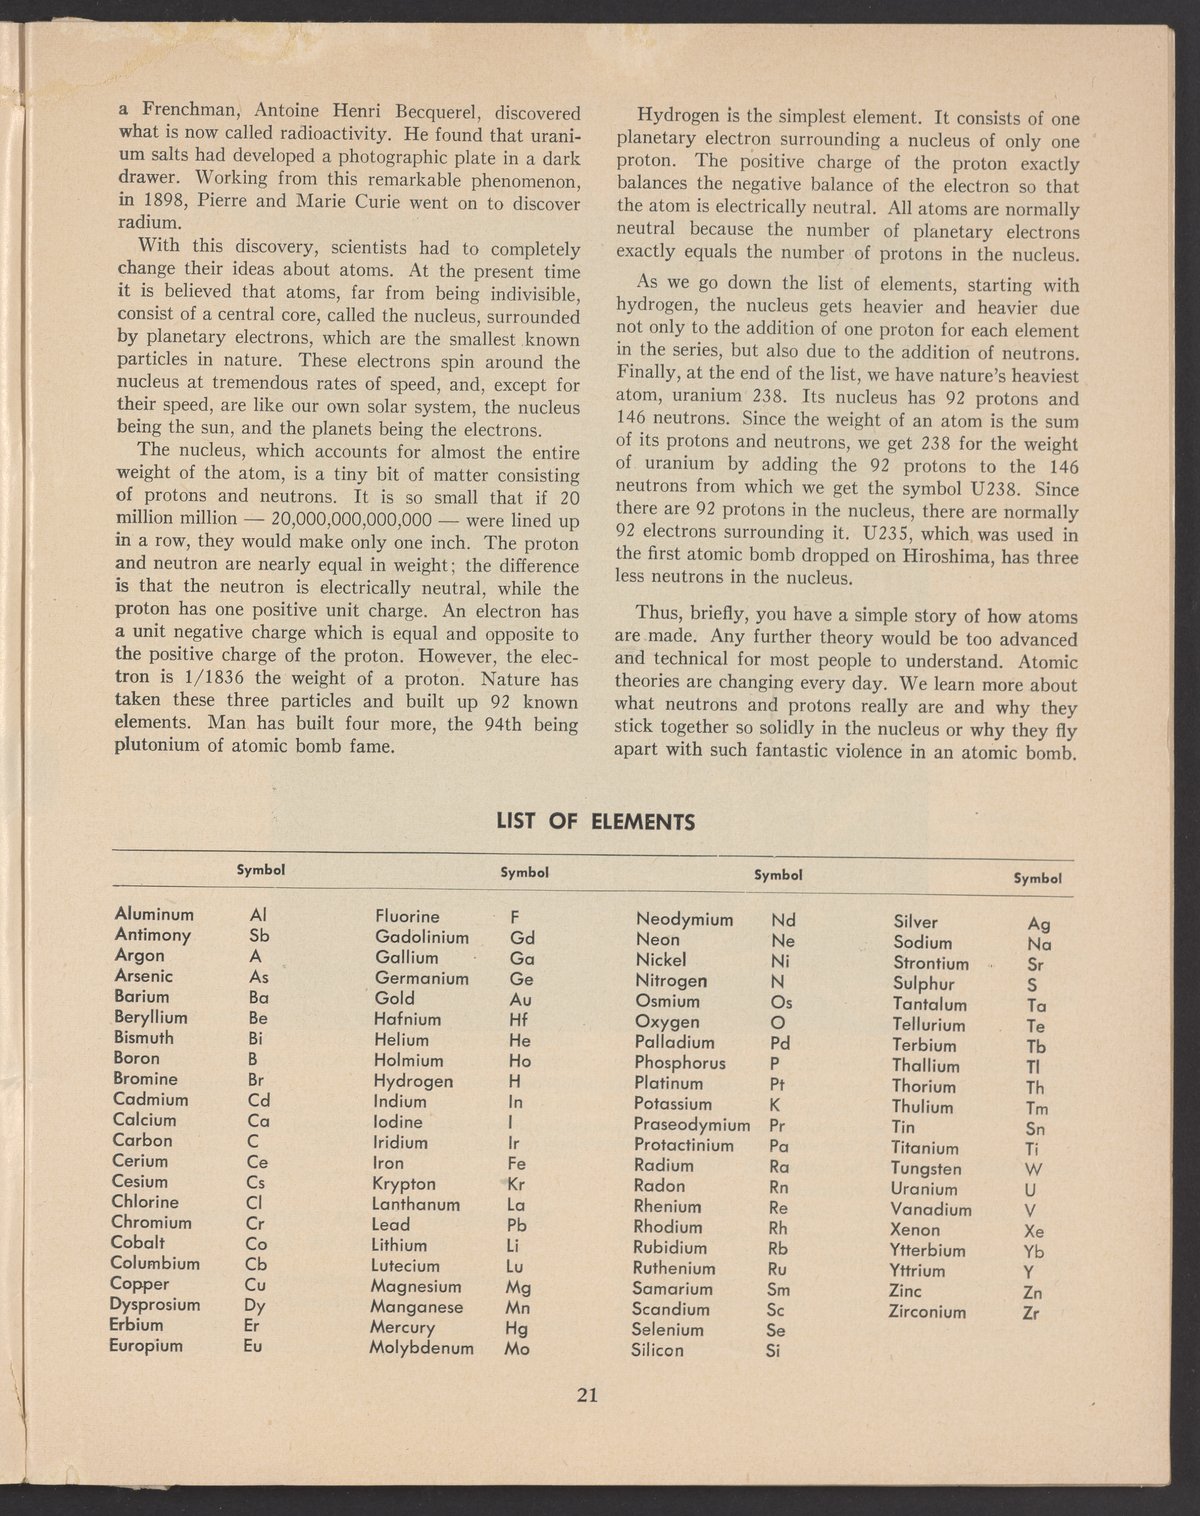 a Frenchman, Antoine Henri Becquerel, discovered
what is now called radioactivity. He found that urani-
um salts had developed a photographic plate in a dark
drawer. Working from this remarkable phenomenon,
in 1898, Pierre and Marie Curie went on to discover
radium.
With this discovery, scientists had to completely
change their ideas about atoms. At the present time
it is believed that atoms, far from being indivisible,
consist of a central core, called the nucleus, surrounded
by planetary electrons, which are the smallest known
particles in nature. These electrons spin around the
nucleus at tremendous rates of speed, and, except for
their speed, are like our own solar system, the nucleus
being the sun, and the planets being the electrons.
The nucleus, which accounts for almost the entire
weight of the atom, is a tiny bit of matter consisting
of protons and neutrons. It is so small that if 20
million million — 20,000,000,000,000 — were lined up
in a row, they would make only one inch. The proton
and neutron are nearly equal in weight; the difference
is that the neutron is electrically neutral, while the
proton has one positive unit charge. An electron has
a unit negative charge which is equal and opposite to
the positive charge of the proton. However, the elec-
tron is 1/1836 the weight of a proton. Nature has
taken these three particles and built up 92 known
elements. Man has built four more, the 94th being
plutonium of atomic bomb fame.
Hydrogen is the simplest element. It consists of one
planetary electron surrounding a nucleus of only one
proton. The positive charge of the proton exactly
balances the negative balance of the electron so that
the atom is electrically neutral. All atoms are normally
neutral because the number of planetary electrons
exactly equals the number of protons in the nucleus.
As we go down the list of elements, starting with
hydrogen, the nucleus gets heavier and heavier due
not only to the addition of one proton for each element
in the series, but also due to the addition of neutrons.
Finally, at the end of the list, we have nature's heaviest
atom, uranium 238. Its nucleus has 92 protons and
146 neutrons. Since the weight of an atom is the sum
of its protons and neutrons, we get 238 for the weight
of uranium by adding the 92 protons to the 146
neutrons from which we get the symbol U238. Since
there are 92 protons in the nucleus, there are normally
92 electrons surrounding it. U235, which was used in
the first atomic bomb dropped on Hiroshima, has three
less neutrons in the nucleus.
Thus, briefly, you have a simple story of how atoms
are made. Any further theory would be too advanced
and technical for most people to understand. Atomic
theories are changing every day. We learn more about
what neutrons and protons really are and why they
stick together so solidly in the nucleus or why they fly
apart with such fantastic violence in an atomic bomb.
LIST OF ELEMENTS
Symbol Symbol Symbol Symbol
Aluminum Al Fluorine F Neodymium Nd Silver Ag
Antimony Sb Gadolinium Gd Neon Ne Sodium Na
Argon A Gallium Ga Nickel Ni Strontium Sr
Arsenic As Germanium Ge Nitrogen N Sulphur S
Barium Ba Gold Au Osmium Os Tantalum Ta
Beryllium Be Hafnium Hf Oxygen O Tellurium Te
Bismuth Bi Helium He Palladium Pd Terbium Tb
Boron B Holmium Ho Phosphorus P Thallium Tl
Bromine Br Hydrogen H Platinum Pt Thorium Th
Cadmium Cd Indium In Potassium K Thulium Tm
Calcium Ca Iodine I Praseodymium Pr Tin Sn
Carbon C Iridium Ir Protactinium Pa Titanium Ti
Cerium Ce Iron Fe Radium Ra Tungsten W
Cesium Cs Krypton Kr Radon Rn Uranium U
Chlorine Cl Lanthanum La Rhenium Re Vanadium V
Chromium Cr Lead Pb Rhodium Rh Xenon Xe
Cobalt Co Lithium Li Rubidium Rb Ytterbium Yb
Columbium Cb Lutecium Lu Ruthenium Ru Yttrium Y
Copper Cu Magnesium Mg Samarium Sm Zinc Zn
Dysprosium Dy Manganese Mn Scandium Sc Zirconium Zr
Erbium Er Mercury Hg Selenium Se
Europium Eu Molybdenum Mo Silicon Si
21